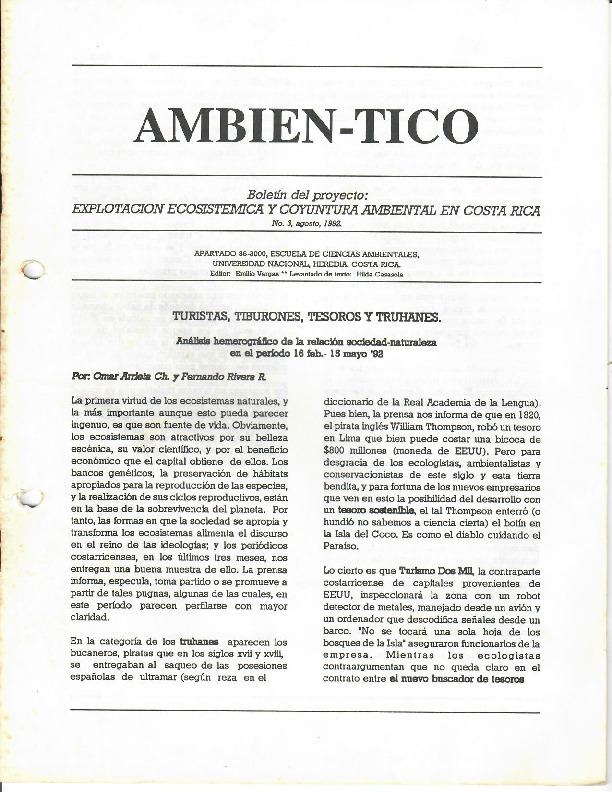 AMBIEN-TICO
Boletín del proyecto:
EXPLOTACION ECOSISTEMICA Y COYUNTURA AMBIENTAL EN COSTA RICA
No. 3, agosto, 1992.
APARTADO 86-3000, ESCUELA DE CIENCIAS AMBIENTALES,
UNIVERSIDAD NACIONAL, HEREDIA. COSTA RICA.
Editor: Emilio Vargas ** Levantado de texto: Hilda Casasola
TURISTAS, TIBURONES, TESOROS Y TRUHANES.
Análisis hemerográfico de la relación sociedad-naturaleza
en el período 16 feb.- 15 mayo '92
Por: Omar Arrieta Ch. y Fernando Rivera R.
La primera virtud de los ecosistemas naturales, y
la más importante aunque esto pueda parecer
ingenuo, es que son fuente de vida. Obviamente,
los ecosistemas son atractivos por su belleza
escénica, su valor científico, y por el beneficio
económico que el capital obtiene de ellos. Los
bancos genéticos, la preservación de hábitats
apropiados para la reproducción de las especies,
y la realización de sus ciclos reproductivos, están
en la base de la sobrevivencia del planeta. Por
tanto, las formas en que la sociedad se apropia y
transforma los ecosistemas alimenta el discurso
en el reino de las ideologías; y los periódicos
costarricenses, en los últimos tres meses, nos
entregan una buena muestra de ello. La prensa
informa, especula, toma partido o se promueve a
partir de tales pugnas, algunas de las cuales, en
este período parecen perfilarse con mayor
claridad.
En la categoría de los truhanes aparecen los
bucaneros, piratas que en los siglos xvii y xviii,
se entregaban al saqueo de las posesiones
españolas de ultramar (según reza en el
diccionario de la Real Academia de la Lengua).
Pues bien, la prensa nos informa de que en 1820,
el pirata inglés William Thompson, robó un tesoro
en Lima que bien puede costar una bicoca de
$800 millones (moneda de EEUU). Pero para
desgracia de los ecologistas, ambientalistas y
conservacionistas de este siglo y esta tierra
bendita, y para fortuna de los nuevos empresarios
que ven en esto la posibilidad del desarrollo con
un tesoro sostenible, el tal Thompson enterró (o
hundió no sabemos a ciencia cierta) el botín en
la Isla del Coco. Es como el diablo cuidando el
Paraíso.
Lo cierto es que Turismo Dos Mil, la contraparte
costarricense de capitales provenientes de
EEUU, inspeccionará la zona con un robot
detector de metales, manejado desde un avión y
un ordenador que descodifica señales desde un
barco. "No se tocará una sola hoja de los
bosques de la Isla" aseguraron funcionarios de la
empresa. Mientras los ecologistas
contraargumentan que no queda claro en el
contrato entre el nuevo buscador de tesoros